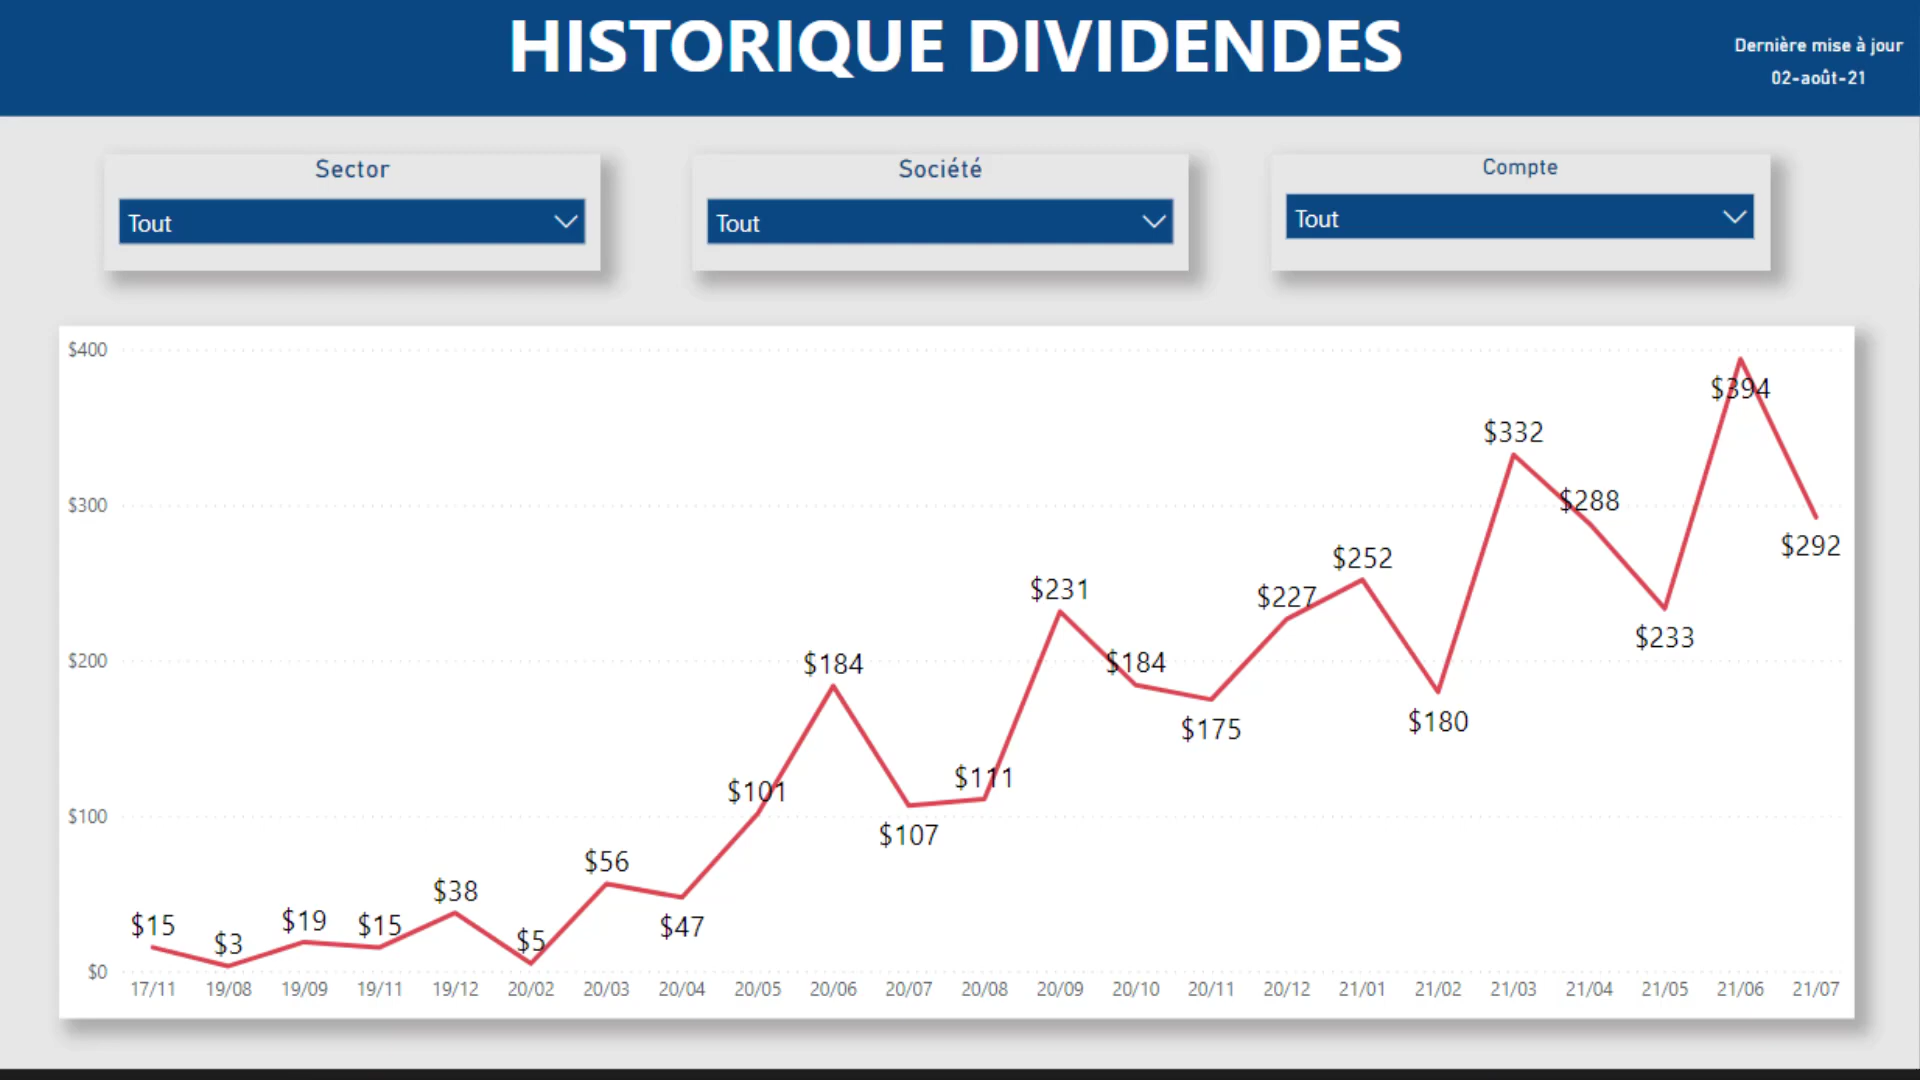 HISTORIQUE DIVIDENDES
Dernière mise à jour
02-août-21
Sector
Société
Compte
Tout
Tout
Tout
$400
$300
$200
$100
$0
$15
$3
$19
$15
$38
$5
$56
$47
$101
$184
$107
$111
$231
$184
$175
$227
$252
$180
$332
$288
$233
$394
$292
17/11 19/08 19/09 19/11 19/12 20/02 20/03 20/04 20/05 20/06 20/07 20/08 20/09 20/10 20/11 20/12 21/01 21/02 21/03 21/04 21/05 21/06 21/07